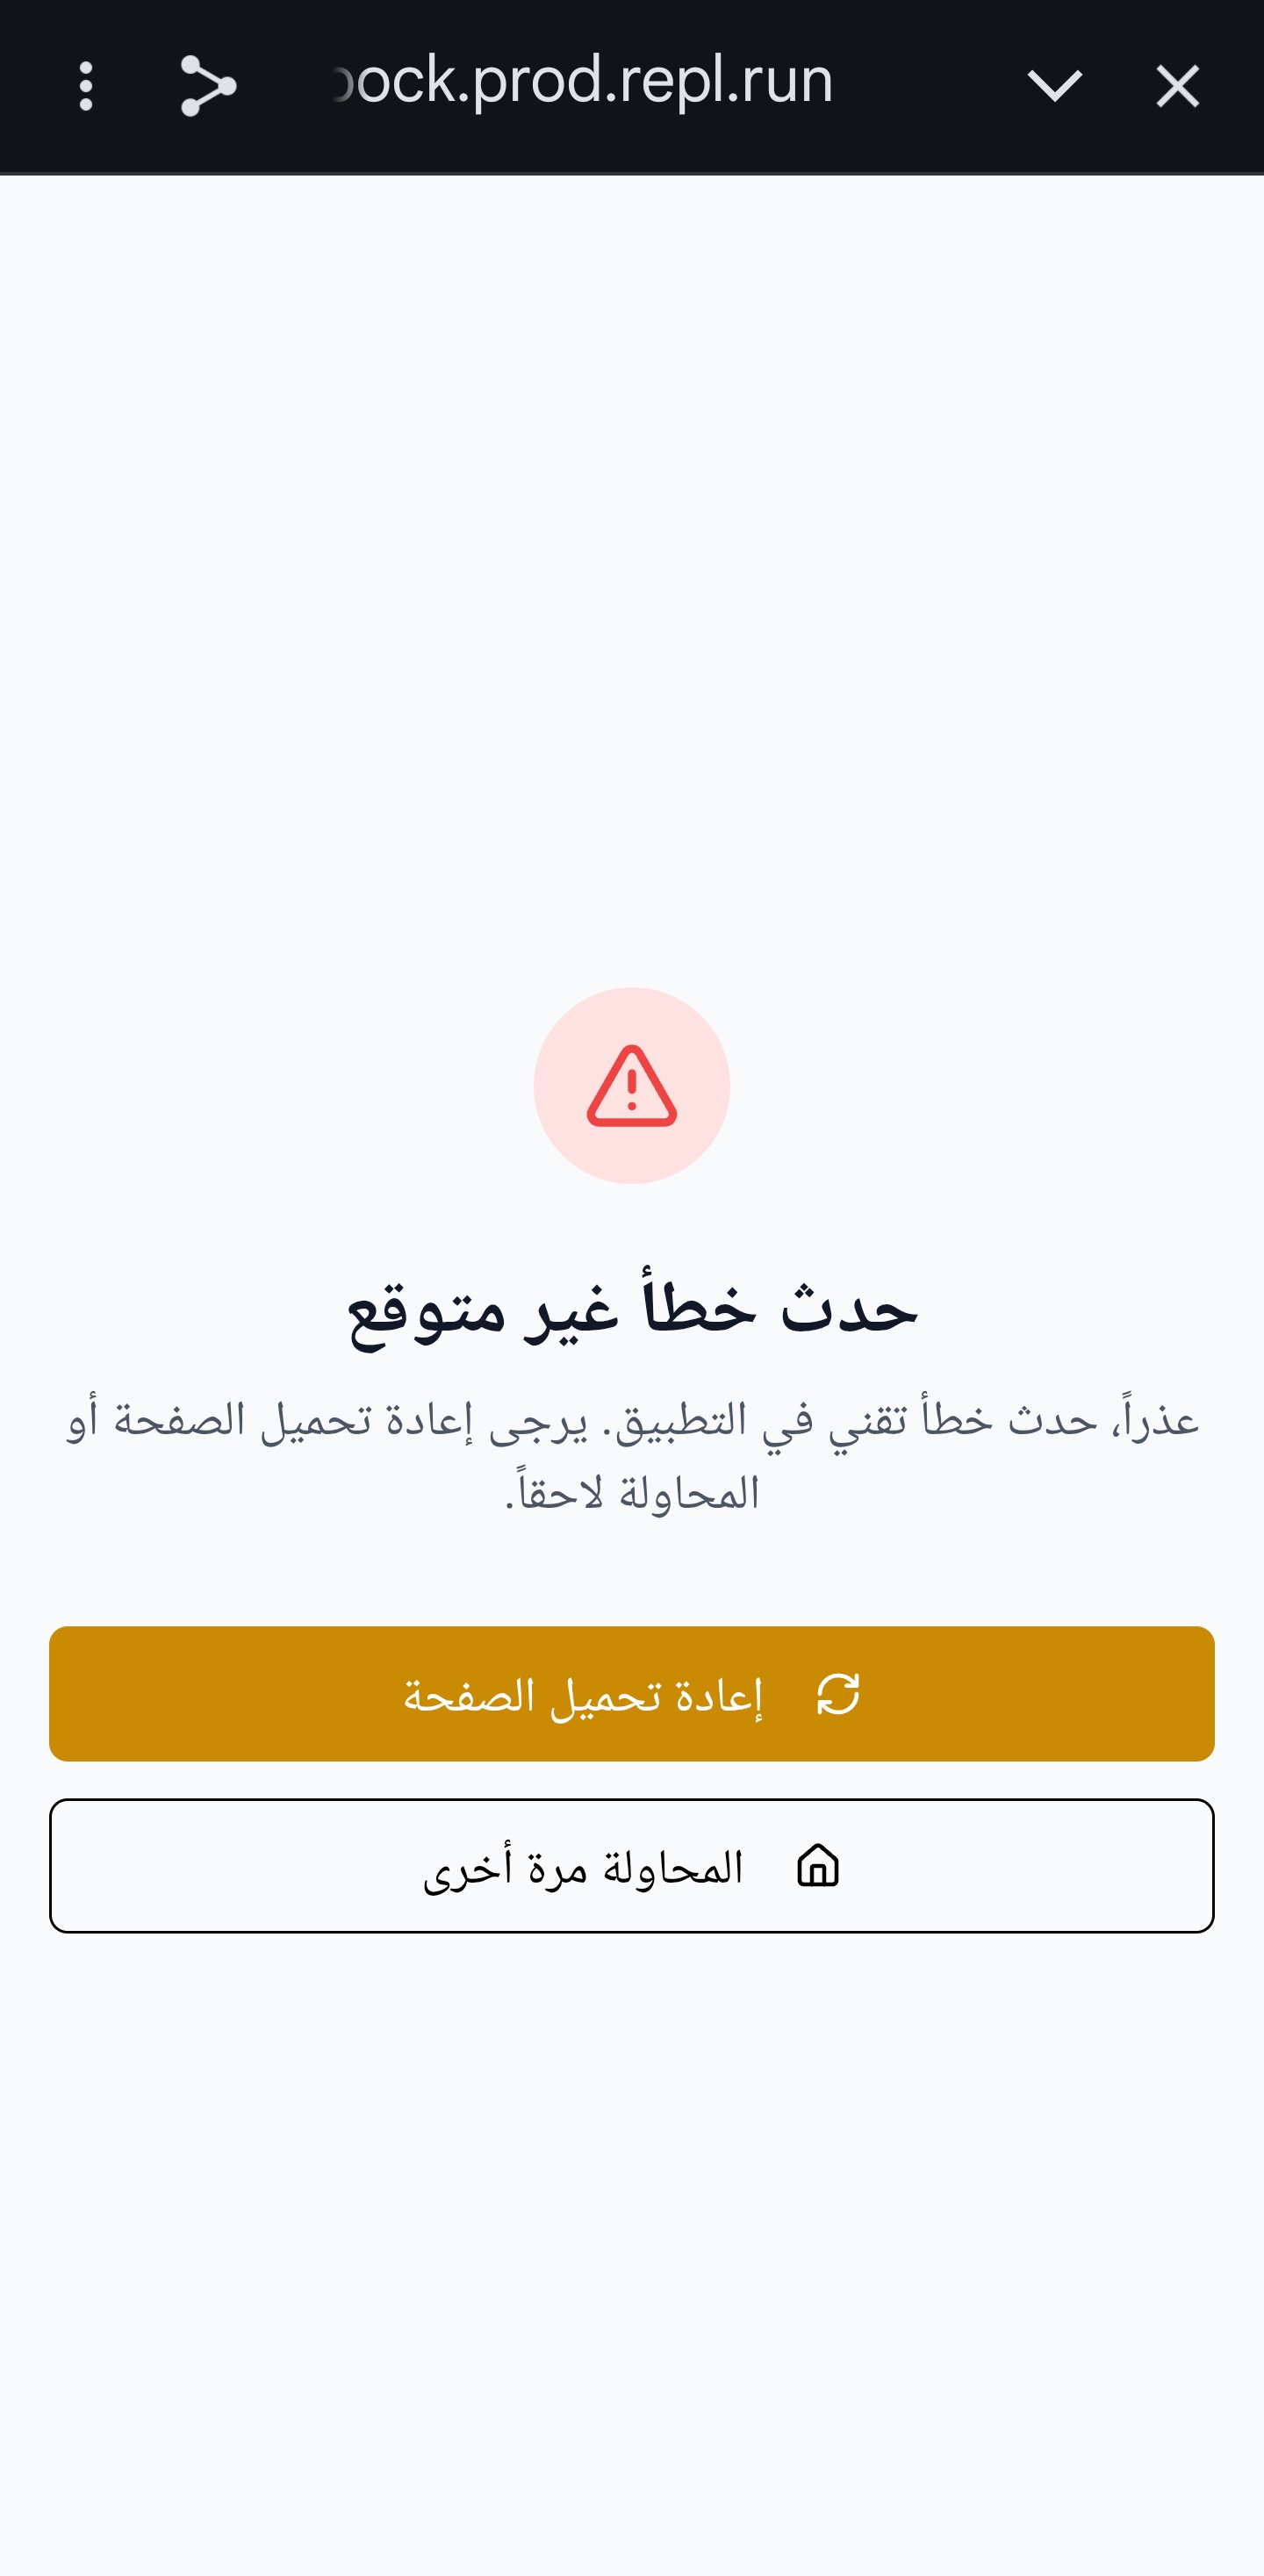 ock.prod.repl.run
حدث خطأ غير متوقع
عذراً، حدث خطأ تقني في التطبيق. يرجى إعادة تحميل الصفحة أو
المحاولة لاحقاً.
إعادة تحميل الصفحة
المحاولة مرة أخرى